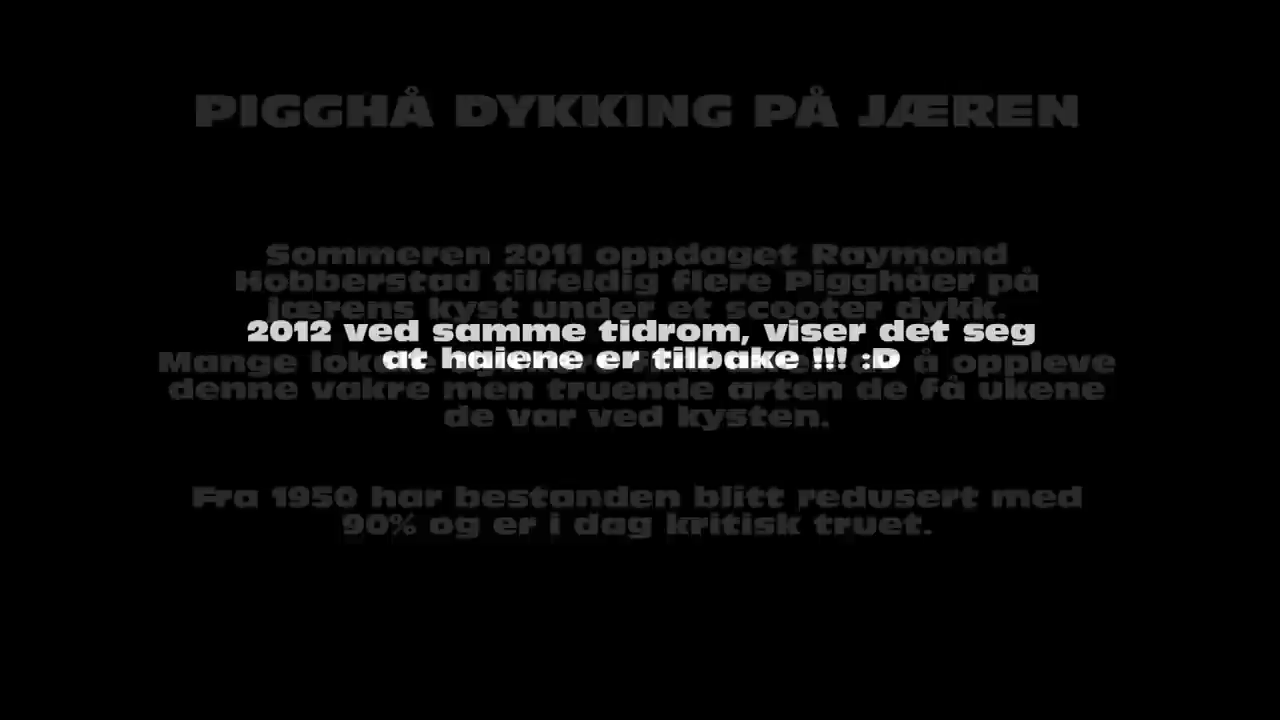 PIGGHÅ DYKKING PÅ JÆREN
Sommeren 2011 oppdaget Raymond
Hobberstad tilfeldig flere Pigghåer på
jærens kyst under et scooter dykk.
2012 ved samme tidrom, viser det seg
at haiene er tilbake !!! :D
Mange å oppleve
denne vakre men truende arten de få ukene
de var ved kysten.
Fra 1950 har bestanden blitt redusert med
90% og er i dag kritisk truet.